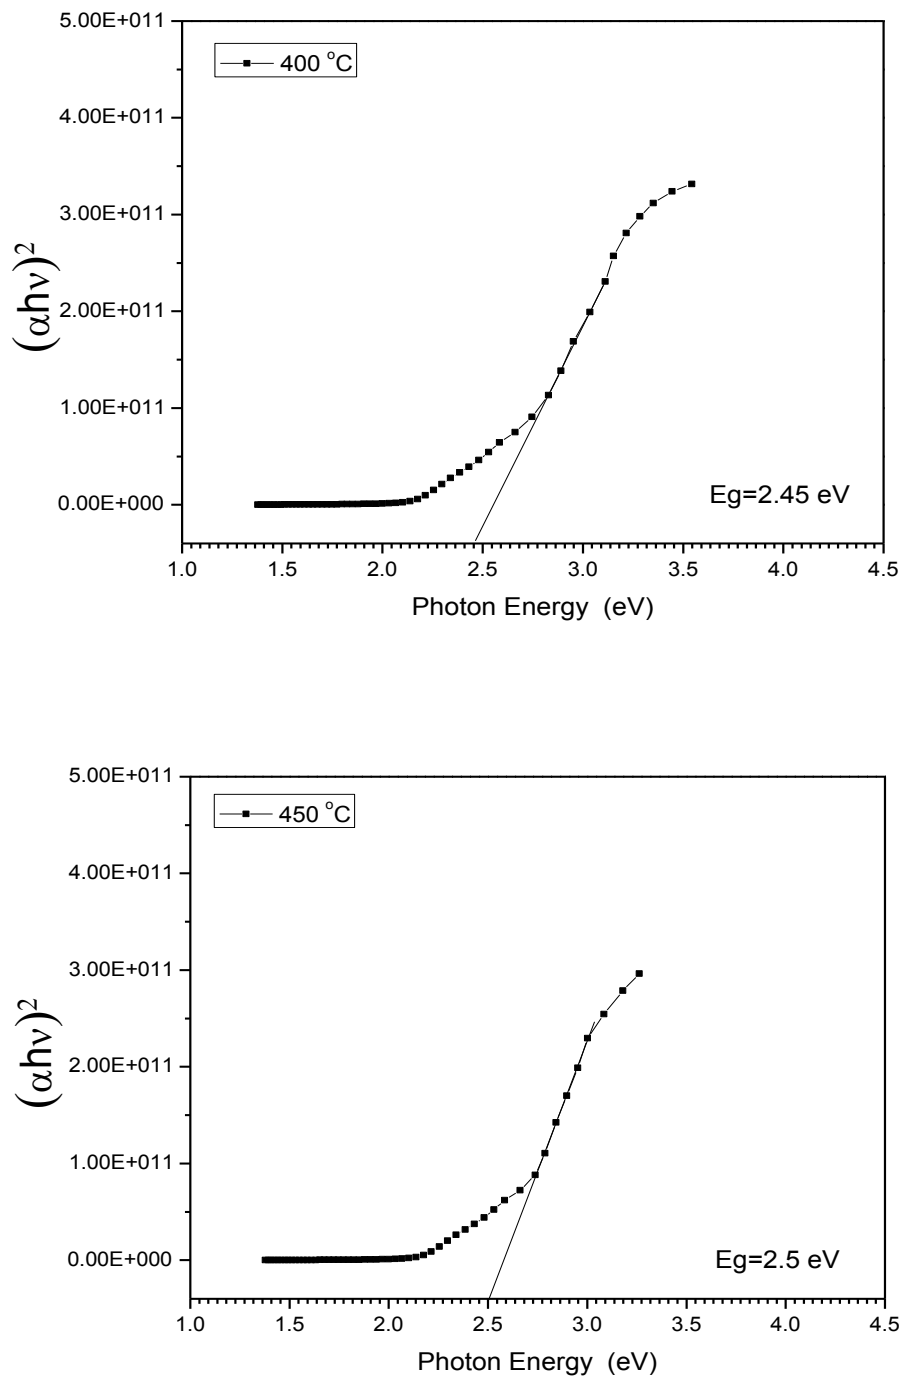 5.00E+011
400 °C
4.00E+011
3.00E+011
(αhν)²
2.00E+011
1.00E+011
Eg=2.45 eV
0.00E+000
1.0 1.5 2.0 2.5 3.0 3.5 4.0 4.5
Photon Energy (eV)
5.00E+011
450 °C
4.00E+011
3.00E+011
(αhν)²
2.00E+011
1.00E+011
0.00E+000
Eg=2.5 eV
1.0 1.5 2.0 2.5 3.0 3.5 4.0 4.5
Photon Energy (eV)